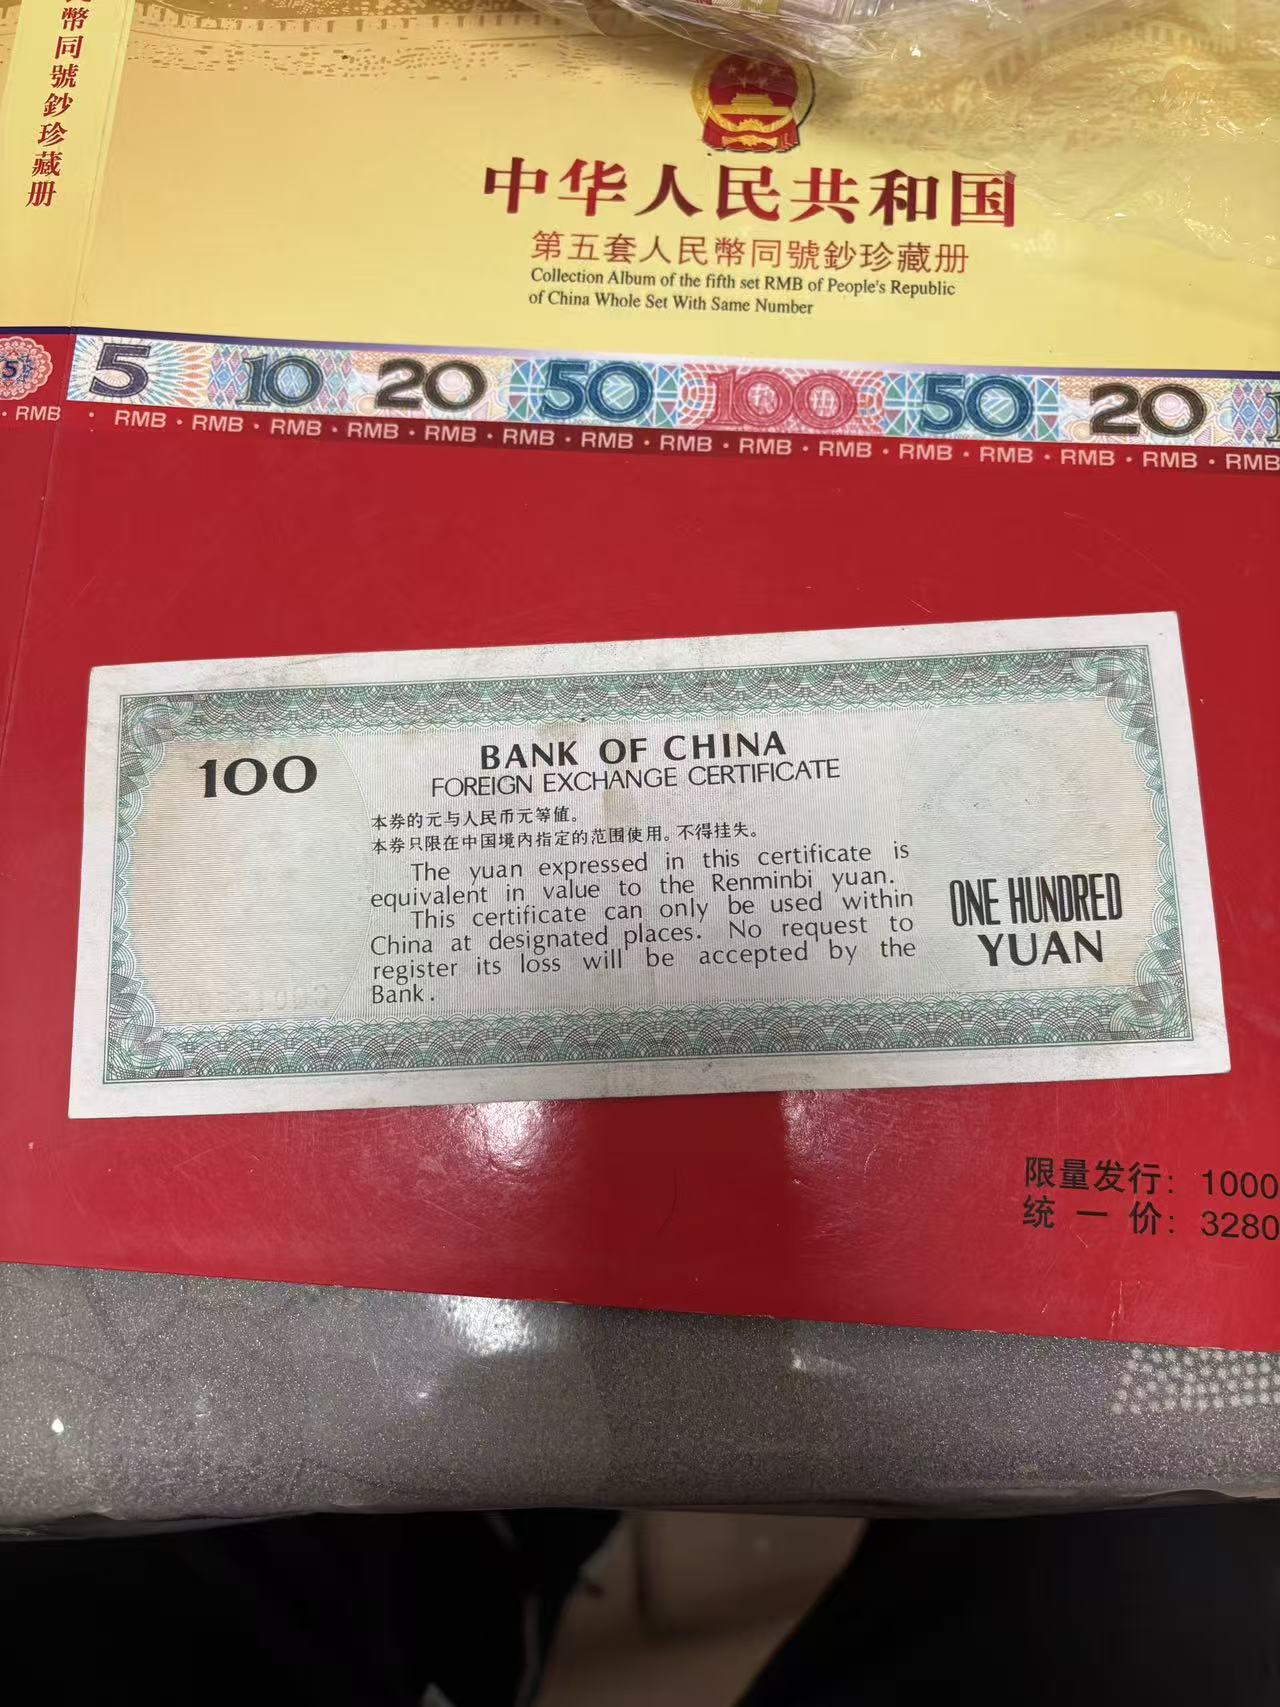 幣同號鈔珍藏册
中华人民共和国
第五套人民幣同號鈔珍藏册
Collection Album of the fifth set RMB of People's Republic
of China Whole Set With Same Number
5 5 10 20 50 100 50 20
· RMB · RMB · RMB · RMB · RMB · RMB · RMB · RMB · RMB · RMB · RMB · RMB · RMB · RMB · RMB · RMB
100
BANK OF CHINA
FOREIGN EXCHANGE CERTIFICATE
本券的元与人民币元等值。
本券只限在中国境内指定的范围使用。不得挂失。
The yuan expressed in this certificate is
equivalent in value to the Renminbi yuan.
This certificate can only be used within
China at designated places. No request to
register its loss will be accepted by the
Bank.
ONE HUNDRED
YUAN
限量发行：1000
统一价：3280